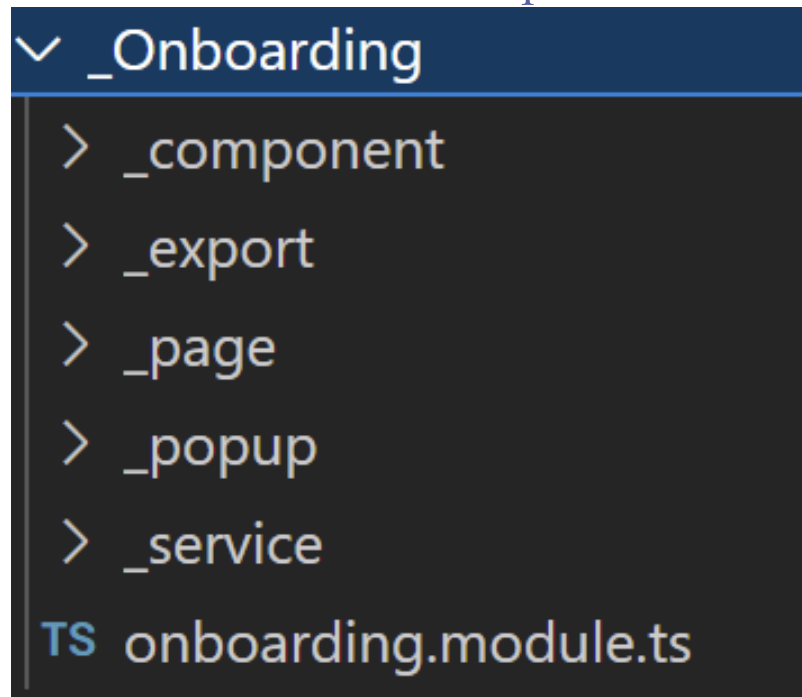 _Onboarding
_component
_export
_page
_popup
_service
TS onboarding.module.ts